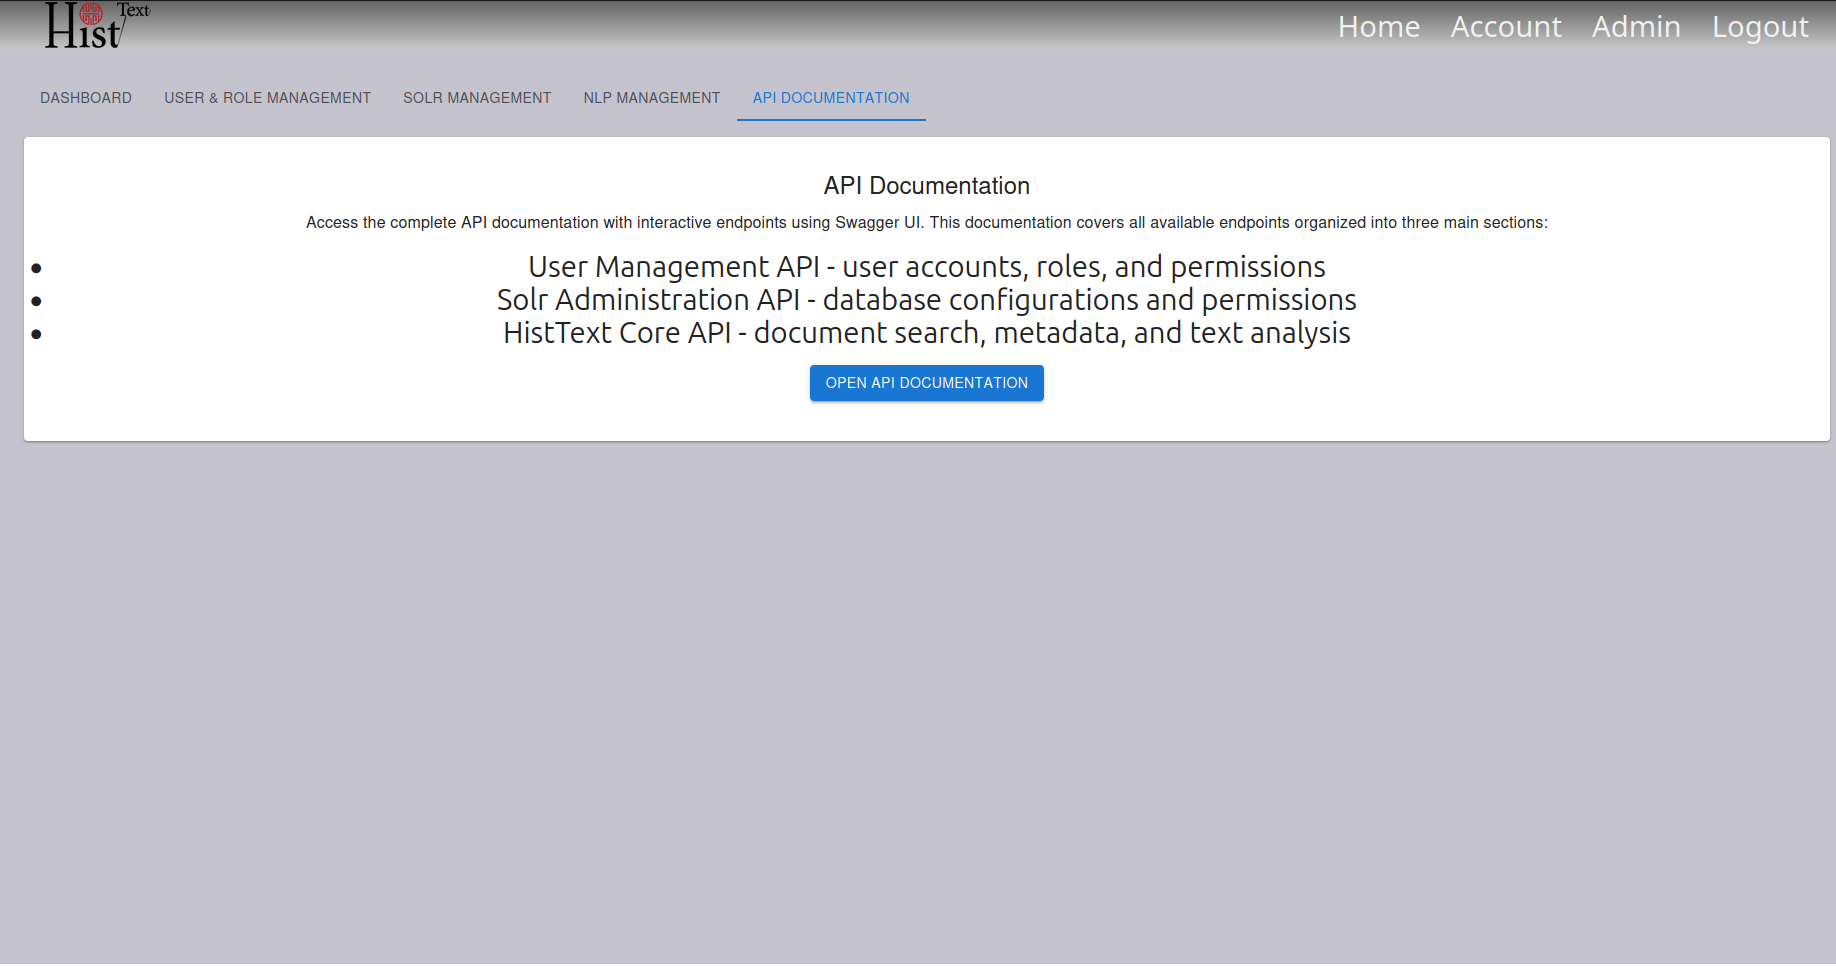 Hist Text
Home Account Admin Logout
DASHBOARD USER & ROLE MANAGEMENT SOLR MANAGEMENT NLP MANAGEMENT API DOCUMENTATION
API Documentation
Access the complete API documentation with interactive endpoints using Swagger UI. This documentation covers all available endpoints organized into three main sections:
• User Management API - user accounts, roles, and permissions
• Solr Administration API - database configurations and permissions
• HistText Core API - document search, metadata, and text analysis
OPEN API DOCUMENTATION